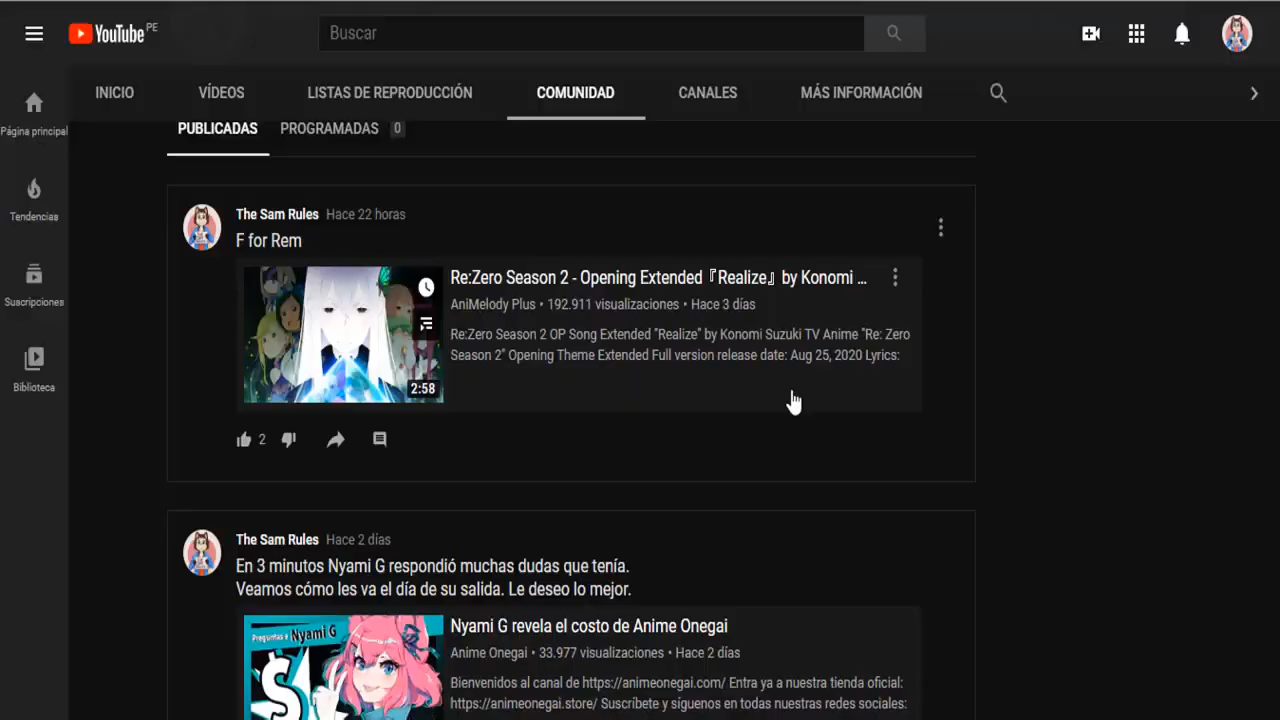 YouTube PE
Buscar
INICIO VÍDEOS LISTAS DE REPRODUCCIÓN COMUNIDAD CANALES MÁS INFORMACIÓN
Página principal
Tendencias
Suscripciones
Biblioteca
PUBLICADAS PROGRAMADAS 0
The Sam Rules Hace 22 horas
F for Rem
Re:Zero Season 2 - Opening Extended『Realize』by Konomi ...
AniMelody Plus • 192.911 visualizaciones • Hace 3 días
Re:Zero Season 2 OP Song Extended "Realize" by Konomi Suzuki TV Anime "Re: Zero
Season 2" Opening Theme Extended Full version release date: Aug 25, 2020 Lyrics:
2:58
2
The Sam Rules Hace 2 días
En 3 minutos Nyami G respondió muchas dudas que tenía.
Veamos cómo les va el día de su salida. Le deseo lo mejor.
Preguntas a Nyami G
$
Nyami G revela el costo de Anime Onegai
Anime Onegai • 33.977 visualizaciones • Hace 2 días
Bienvenidos al canal de https://animeonegai.com/ Entra ya a nuestra tienda oficial:
https://animeonegai.store/ Suscríbete y síguenos en todas nuestras redes sociales: